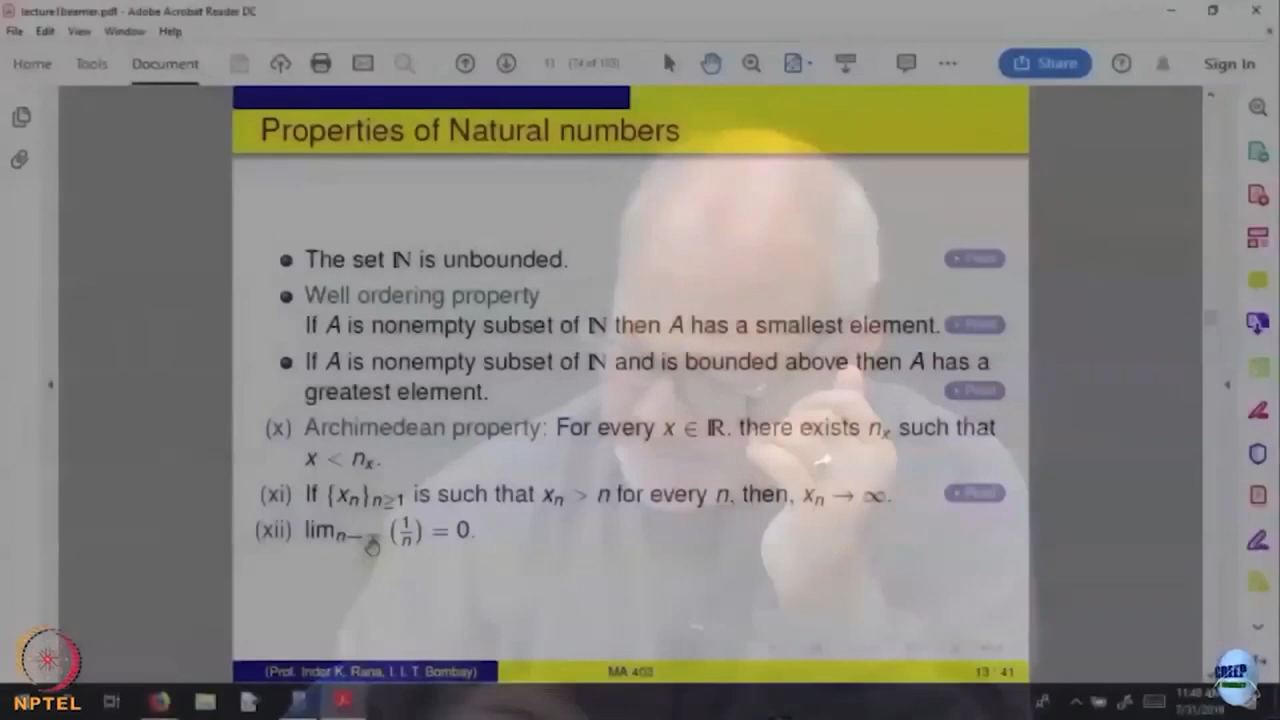 lecture1beamer.pdf - Adobe Acrobat Reader DC
File Edit View Window Help
Home Tools Document
Share
Sign In
Properties of Natural numbers
• The set ℕ is unbounded.
• Well ordering property
If A is nonempty subset of ℕ then A has a smallest element.
• If A is nonempty subset of ℕ and is bounded above then A has a
greatest element.
(x) Archimedean property: For every x ∈ ℝ, there exists nₓ such that
x < nₓ.
(xi) If {xₙ}ₙ≥₁ is such that xₙ > n for every n, then, xₙ → ∞.
(xii) limₙ₋ (1/n) = 0.
(Prof. Inder K. Rana, I. I. T. Bombay) MA 403 13 / 41
NPTEL
CDEEP